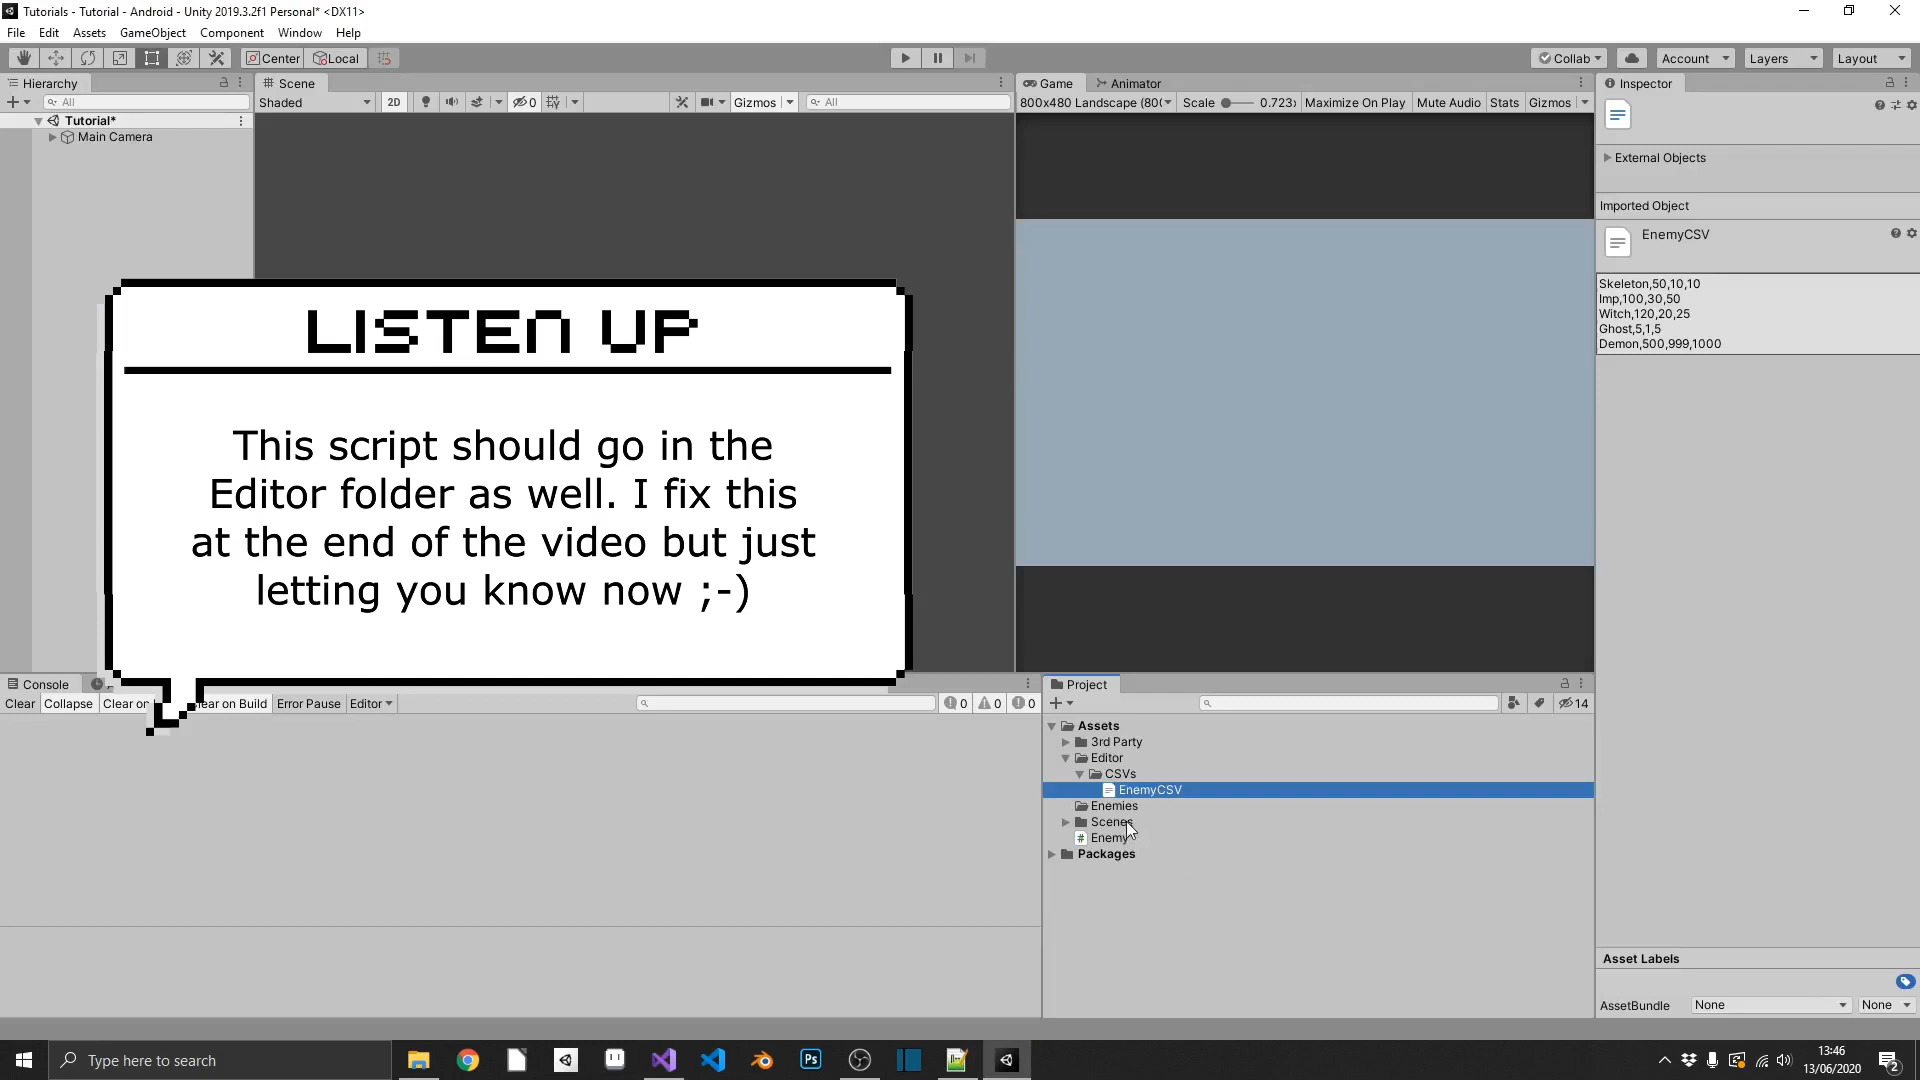 Tutorials - Tutorial - Android - Unity 2019.3.2f1 Personal* <DX11>
File Edit Assets GameObject Component Window Help
Center Local
Collab Account Layers Layout
Hierarchy
All
Tutorial*
Main Camera
Scene
Shaded 2D 0 Gizmos All
Game Animator
Scale 0.723 Maximize On Play Mute Audio Stats Gizmos
Inspector
External Objects
Imported Object
EnemyCSV
Skeleton,50,10,10
Imp,100,30,50
Witch,120,20,25
Ghost,5,1,5
Demon,500,999,1000
LISTEN UP
This script should go in the
Editor folder as well. I fix this
at the end of the video but just
letting you know now ;-)
Console
Clear Collapse Clear on Clear on Build Error Pause Editor 0 0 0
Project
14
Assets
3rd Party
Editor
CSVs
EnemyCSV
Enemies
Scenes
Enemy
Packages
Asset Labels
AssetBundle None None
Type here to search
Ps
13:46
13/06/2020
2